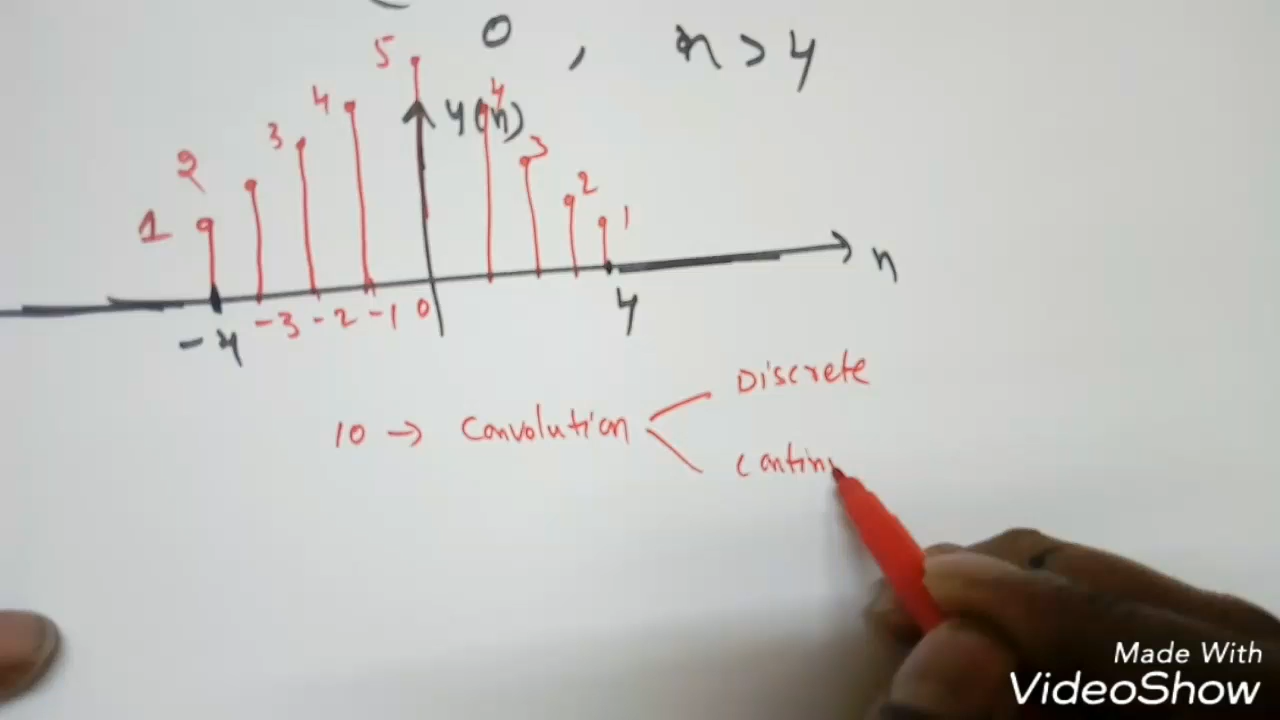 0 , n > 4
5
4 y(n) 4
3 3
2 2
1 1
n
-4 -3 -2 -1 0 4
Discrete
10 → Convolution
Contin
Made With
VideoShow